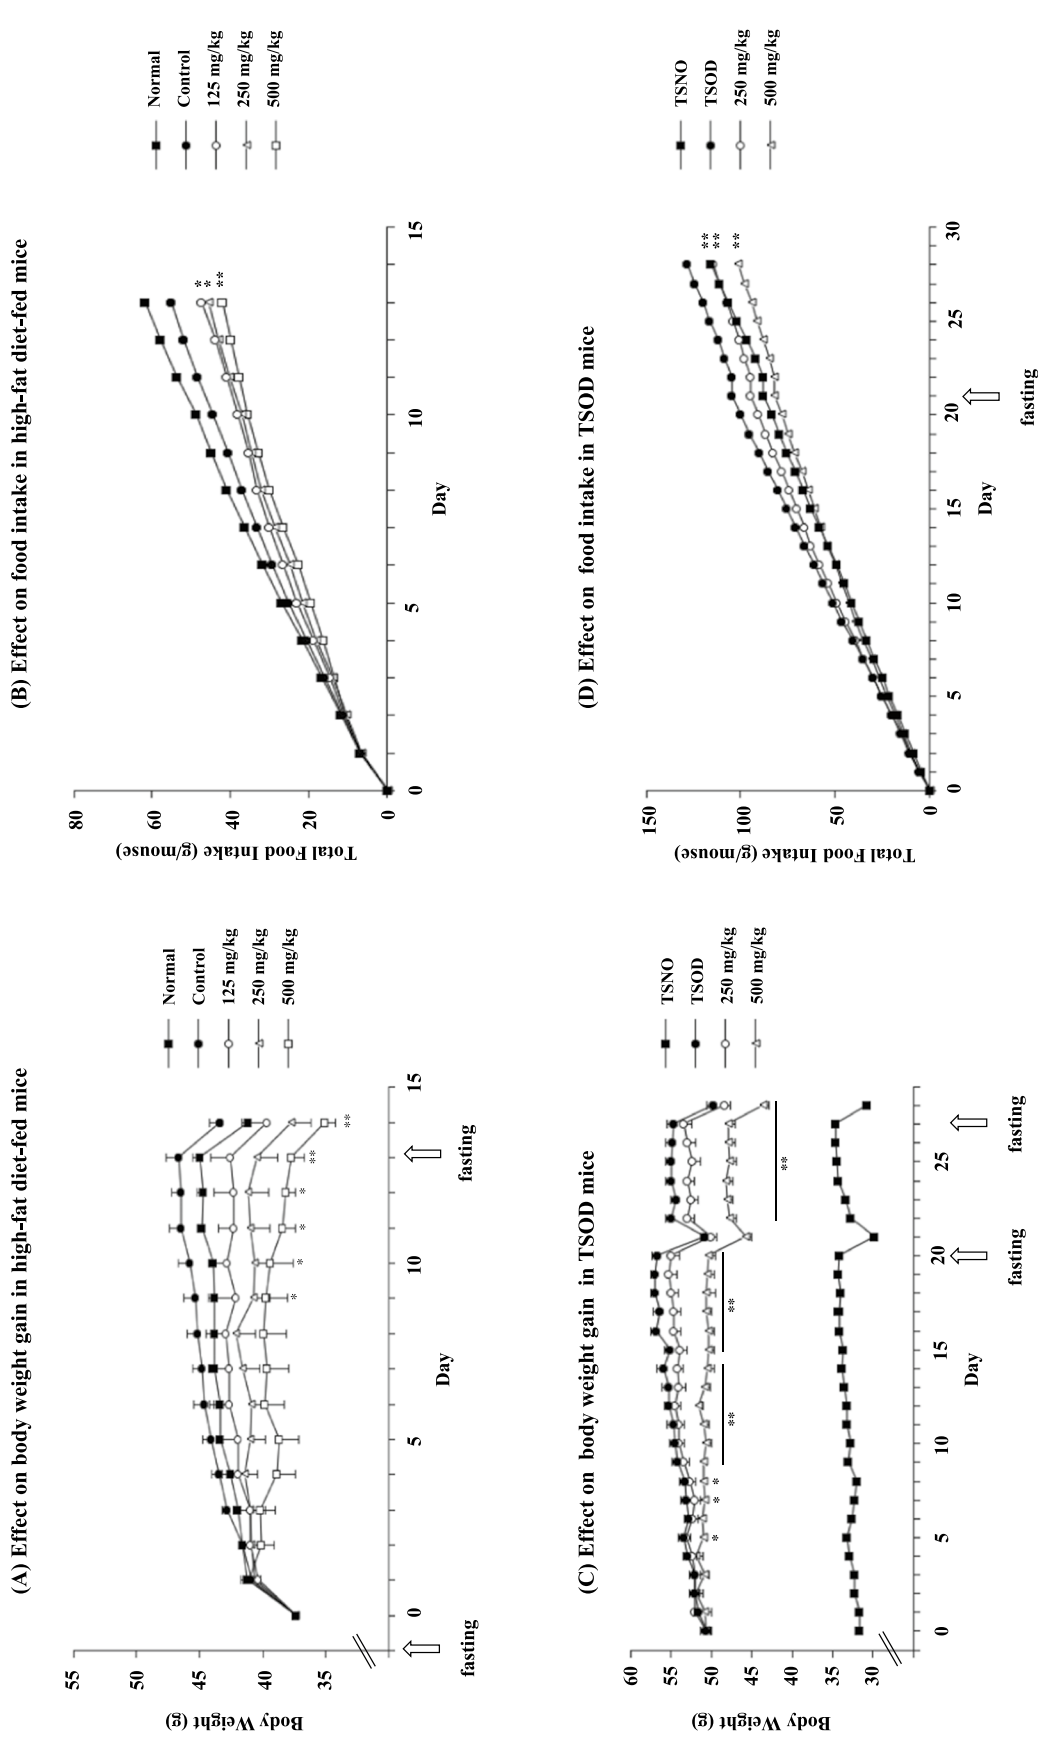 (A) Effect on body weight gain in high-fat diet-fed mice
55
50
45
40
35
Body Weight (g)
0
5
10
15
Day
fasting
fasting
*
*
*
*
**
**
Normal
Control
125 mg/kg
250 mg/kg
500 mg/kg
(B) Effect on food intake in high-fat diet-fed mice
80
60
40
20
0
Total Food Intake (g/mouse)
0
5
10
15
Day
*
*
**
Normal
Control
125 mg/kg
250 mg/kg
500 mg/kg
(C) Effect on body weight gain in TSOD mice
60
55
50
45
40
35
30
Body Weight (g)
0
5
10
15
20
25
Day
fasting
fasting
*
*
*
**
**
**
TSNO
TSOD
250 mg/kg
500 mg/kg
(D) Effect on food intake in TSOD mice
150
100
50
0
Total Food Intake (g/mouse)
0
5
10
15
20
25
30
Day
fasting
**
**
**
TSNO
TSOD
250 mg/kg
500 mg/kg